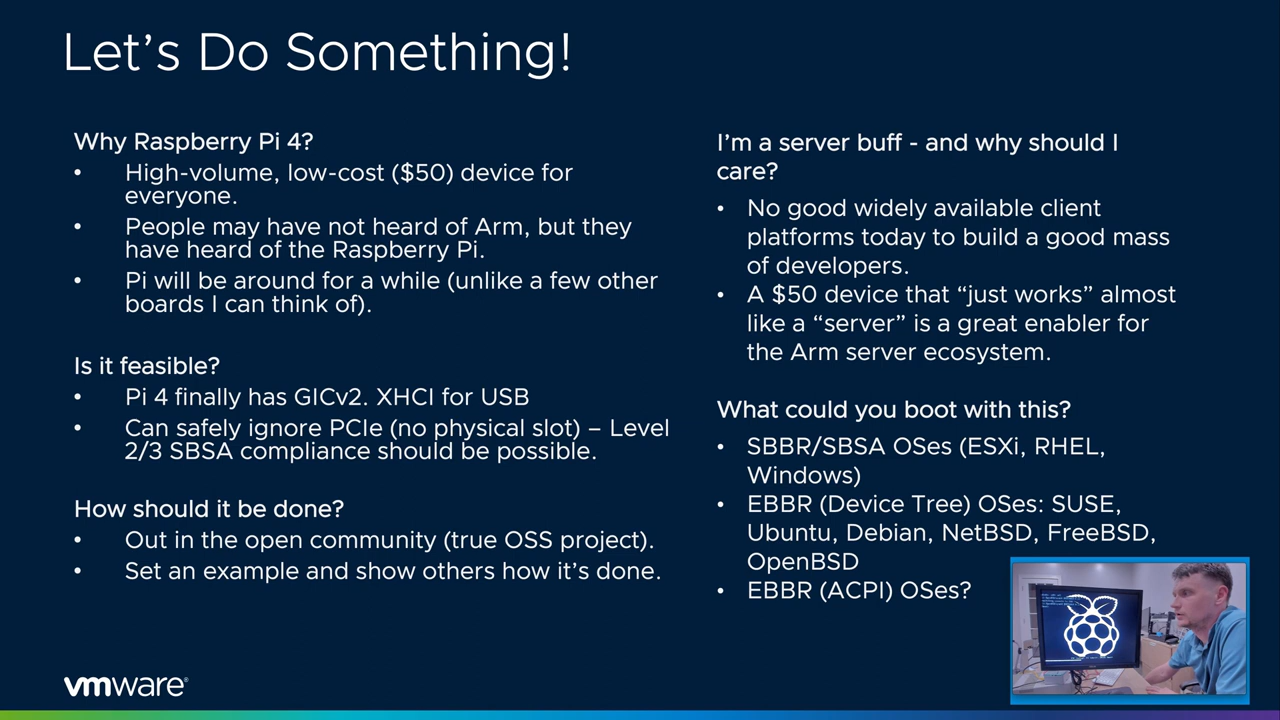 Let's Do Something!
Why Raspberry Pi 4?
• High-volume, low-cost ($50) device for
everyone.
• People may have not heard of Arm, but they
have heard of the Raspberry Pi.
• Pi will be around for a while (unlike a few other
boards I can think of).
Is it feasible?
• Pi 4 finally has GICv2. XHCI for USB
• Can safely ignore PCIe (no physical slot) – Level
2/3 SBSA compliance should be possible.
How should it be done?
• Out in the open community (true OSS project).
• Set an example and show others how it's done.
I'm a server buff - and why should I
care?
• No good widely available client
platforms today to build a good mass
of developers.
• A $50 device that “just works” almost
like a “server” is a great enabler for
the Arm server ecosystem.
What could you boot with this?
• SBBR/SBSA OSes (ESXi, RHEL,
Windows)
• EBBR (Device Tree) OSes: SUSE,
Ubuntu, Debian, NetBSD, FreeBSD,
OpenBSD
• EBBR (ACPI) OSes?
vmware®